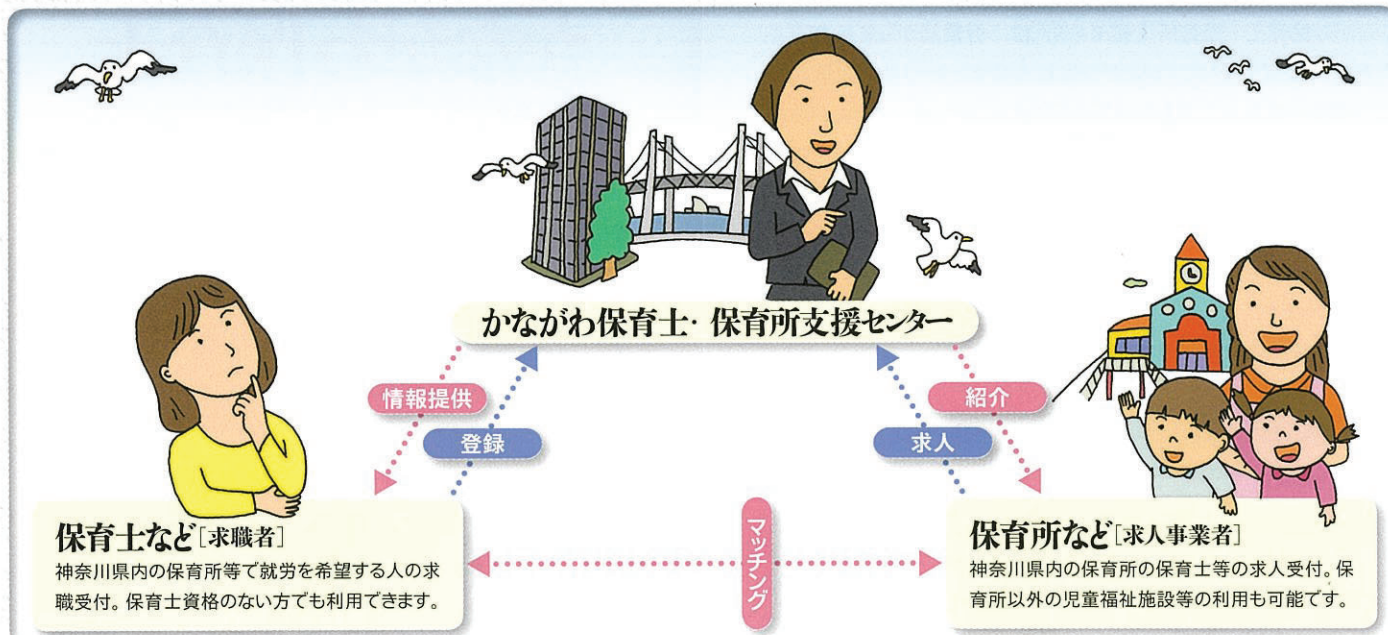 かながわ保育士・保育所支援センター
情報提供
登録
紹介
求人
マッチング
保育士など[求職者]
神奈川県内の保育所等で就労を希望する人の求
職受付。保育士資格のない方でも利用できます。
保育所など[求人事業者]
神奈川県内の保育所の保育士等の求人受付。保
育所以外の児童福祉施設等の利用も可能です。